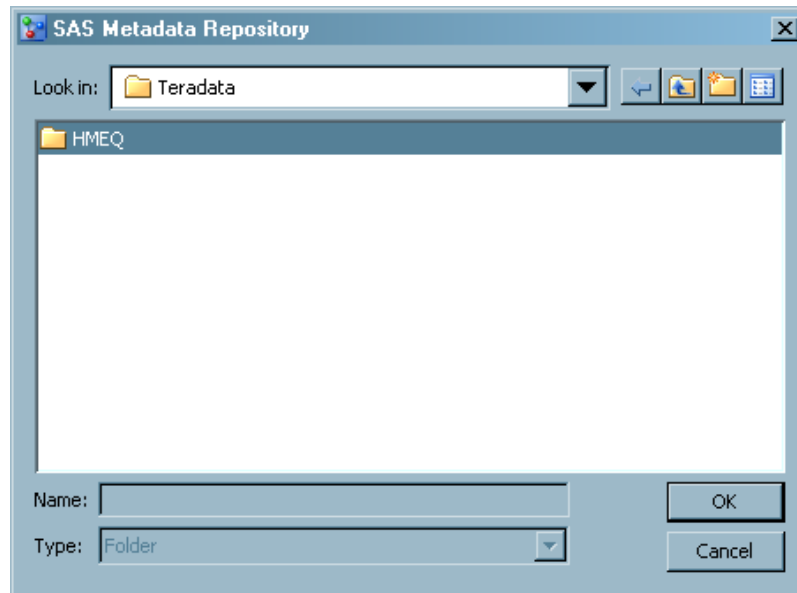 SAS Metadata Repository
Look in: Teradata
HMEQ
Name:
OK
Type: Folder
Cancel